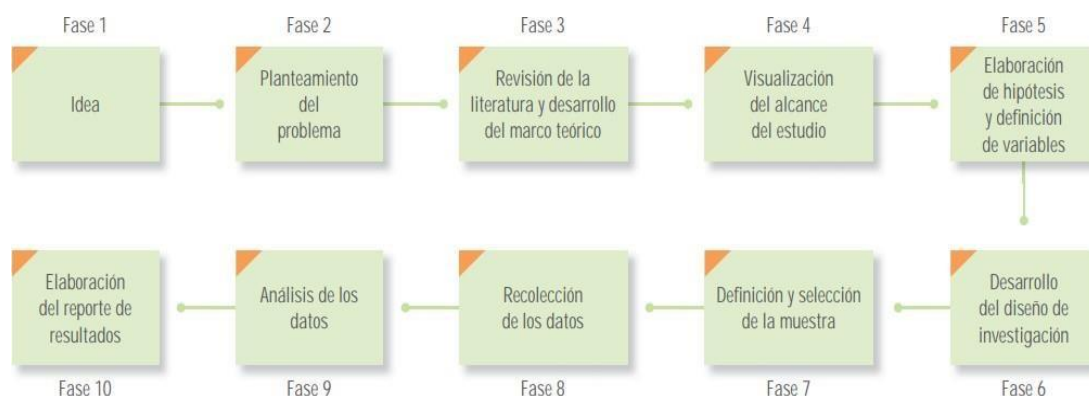 Fase 1
Idea
Fase 2
Planteamiento
del
problema
Fase 3
Revisión de la
literatura y desarrollo
del marco teórico
Fase 4
Visualización
del alcance
del estudio
Fase 5
Elaboración
de hipótesis
y definición
de variables
Desarrollo
del diseño de
investigación
Fase 6
Definición y selección
de la muestra
Fase 7
Recolección
de los datos
Fase 8
Análisis de los
datos
Fase 9
Elaboración
del reporte de
resultados
Fase 10